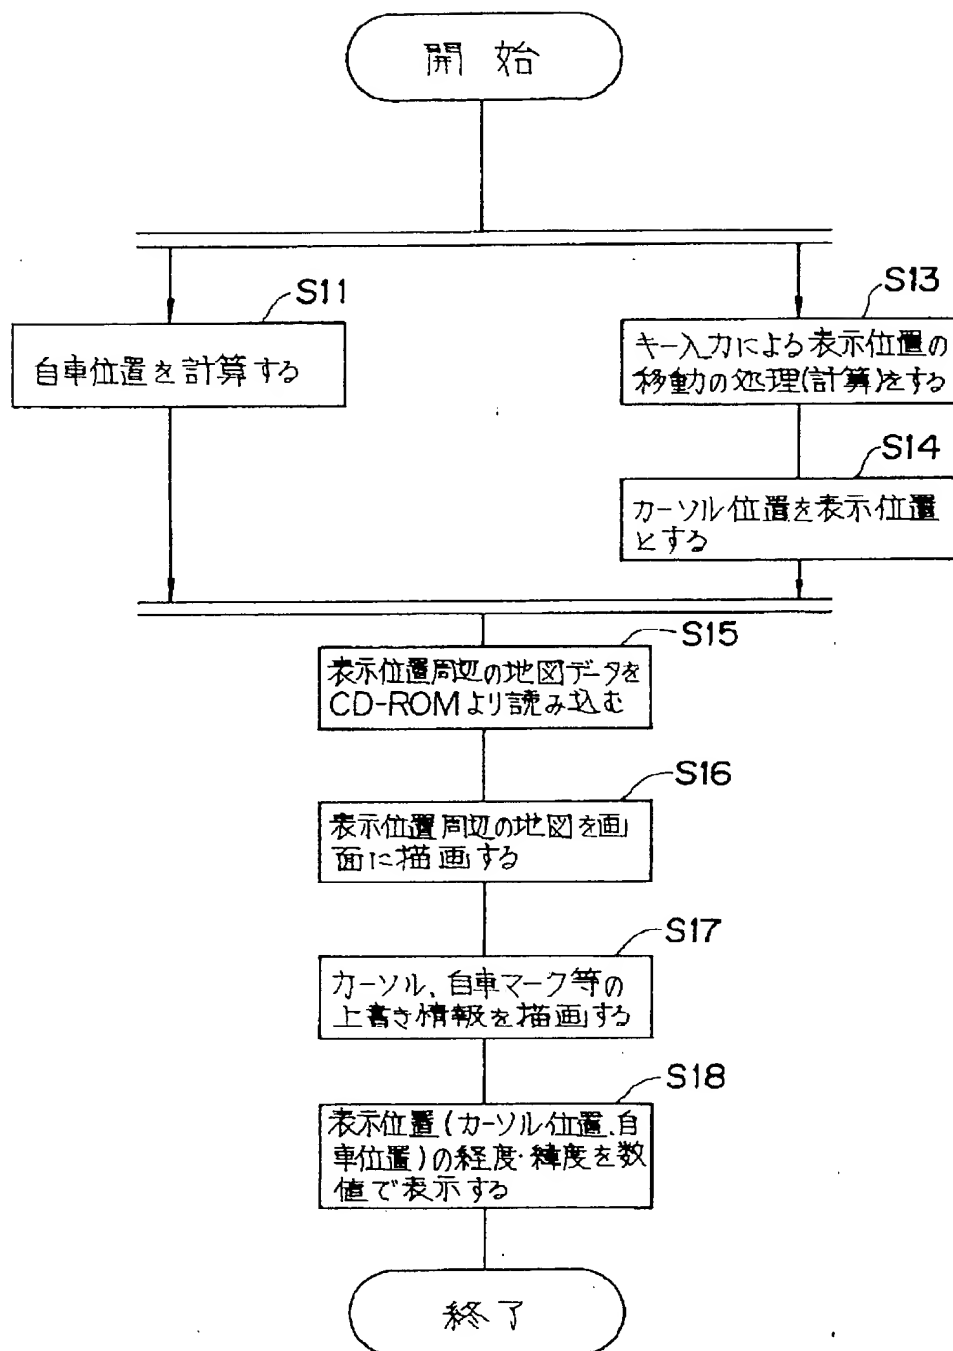 開始
S11
自車位置を計算する
S13
キー入力による表示位置の
移動の処理(計算)をする
S14
カーソル位置を表示位置
とする
S15
表示位置周辺の地図データを
CD-ROMより読み込む
S16
表示位置周辺の地図を画
面に描画する
S17
カーソル、自車マーク等の
上書き情報を描画する
S18
表示位置(カーソル位置、自
車位置)の経度・緯度を数
値で表示する
終了